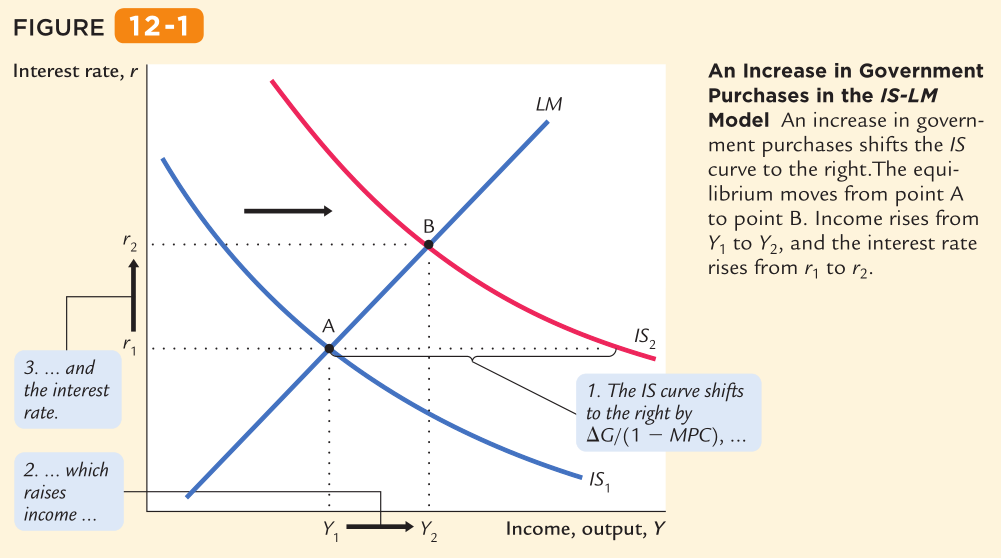 FIGURE 12-1
Interest rate, r
An Increase in Government
Purchases in the IS-LM
Model An increase in govern-
ment purchases shifts the IS
curve to the right.The equi-
librium moves from point A
to point B. Income rises from
Y₁ to Y₂, and the interest rate
rises from r₁ to r₂.
LM
B
r₂
A
r₁
IS₂
3. ... and
the interest
rate.
1. The IS curve shifts
to the right by
ΔG/(1 − MPC), ...
2. ... which
raises
income ...
IS₁
Y₁
Y₂
Income, output, Y